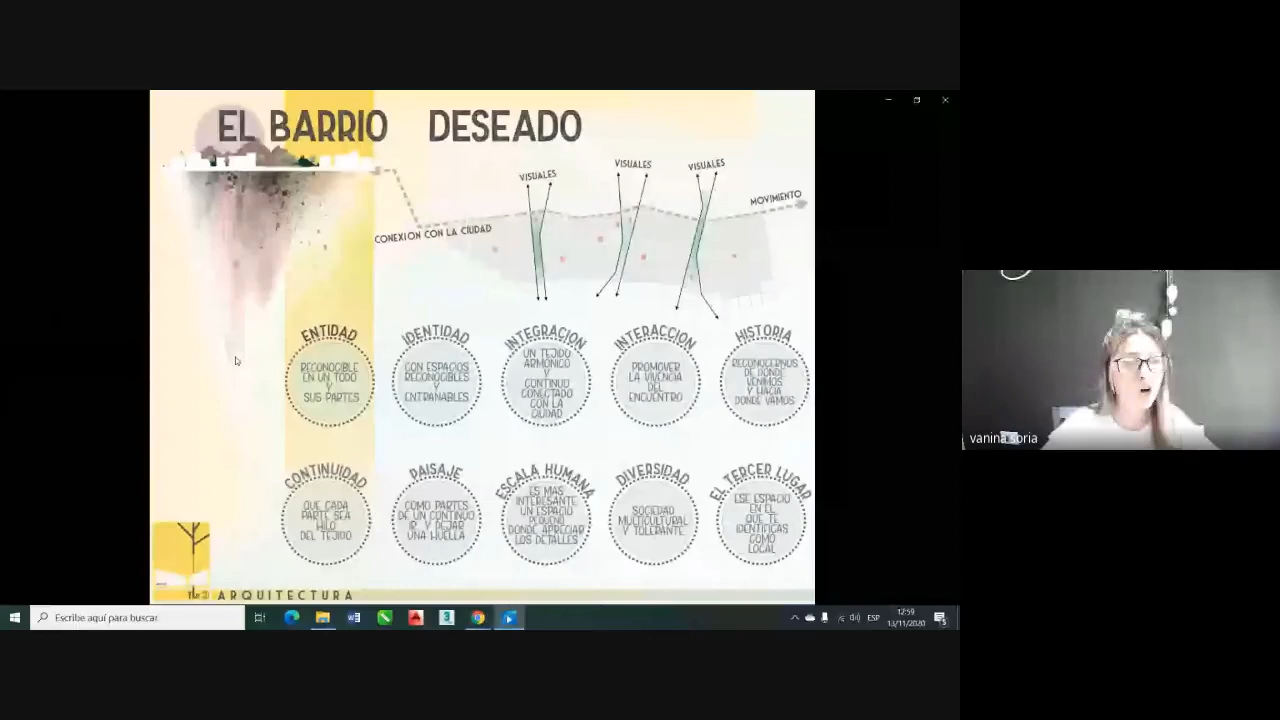 EL BARRIO DESEADO
VISUALES
VISUALES
VISUALES
MOVIMIENTO
CONEXION CON LA CIUDAD
ENTIDAD
RECONOCIBLE
EN UN TODO
Y
SUS PARTES
IDENTIDAD
CON ESPACIOS
RECONOCIBLES
Y
ENTRAÑABLES
INTEGRACION
UN TEJIDO
ARMONICO
Y
CONTINUO
CONECTADO
CON LA
CIUDAD
INTERACCION
PROMOVER
LA VIVENCIA
DEL
ENCUENTRO
HISTORIA
RECONOCERNOS
DE DONDE
VENIMOS
Y HACIA
DONDE VAMOS
CONTINUIDAD
QUE CADA
PARTE SEA
HILO
DEL TEJIDO
PAISAJE
COMO PARTES
DE UN CONTINUO
IR Y DEJAR
UNA HUELLA
ESCALA HUMANA
ES MAS
INTERESANTE
UN ESPACIO
PEQUEÑO
DONDE APRECIAR
LOS DETALLES
DIVERSIDAD
SOCIEDAD
MULTICULTURAL
Y TOLERANTE
EL TERCER LUGAR
ESE ESPACIO
EN EL
QUE TE
IDENTIFICAS
COMO
LOCAL
ARQUITECTURA
vanina soria
Escribe aquí para buscar
ESP
12:59
13/11/2020